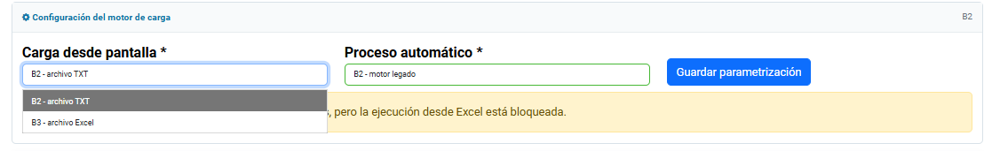 Configuración del motor de carga
B2
Carga desde pantalla *
Proceso automático *
B2 - archivo TXT
B2 - motor legado
Guardar parametrización
B2 - archivo TXT
B3 - archivo Excel
, pero la ejecución desde Excel está bloqueada.